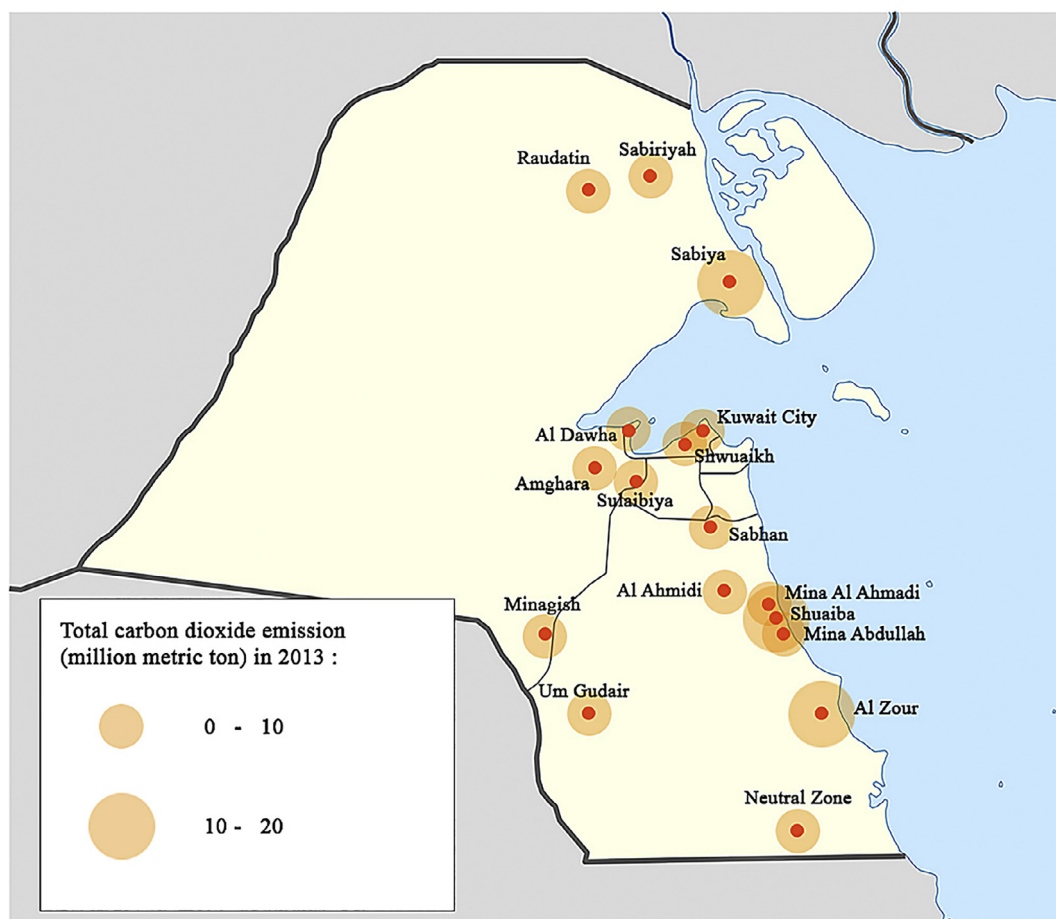 Raudatin
Sabiriyah
Sabiya
Kuwait City
Al Dawha
Shwuaikh
Amghara
Sulaibiya
Sabhan
Al Ahmidi
Mina Al Ahmadi
Shuaiba
Mina Abdullah
Minagish
Um Gudair
Al Zour
Neutral Zone
Total carbon dioxide emission
(million metric ton) in 2013 :
0 - 10
10 - 20